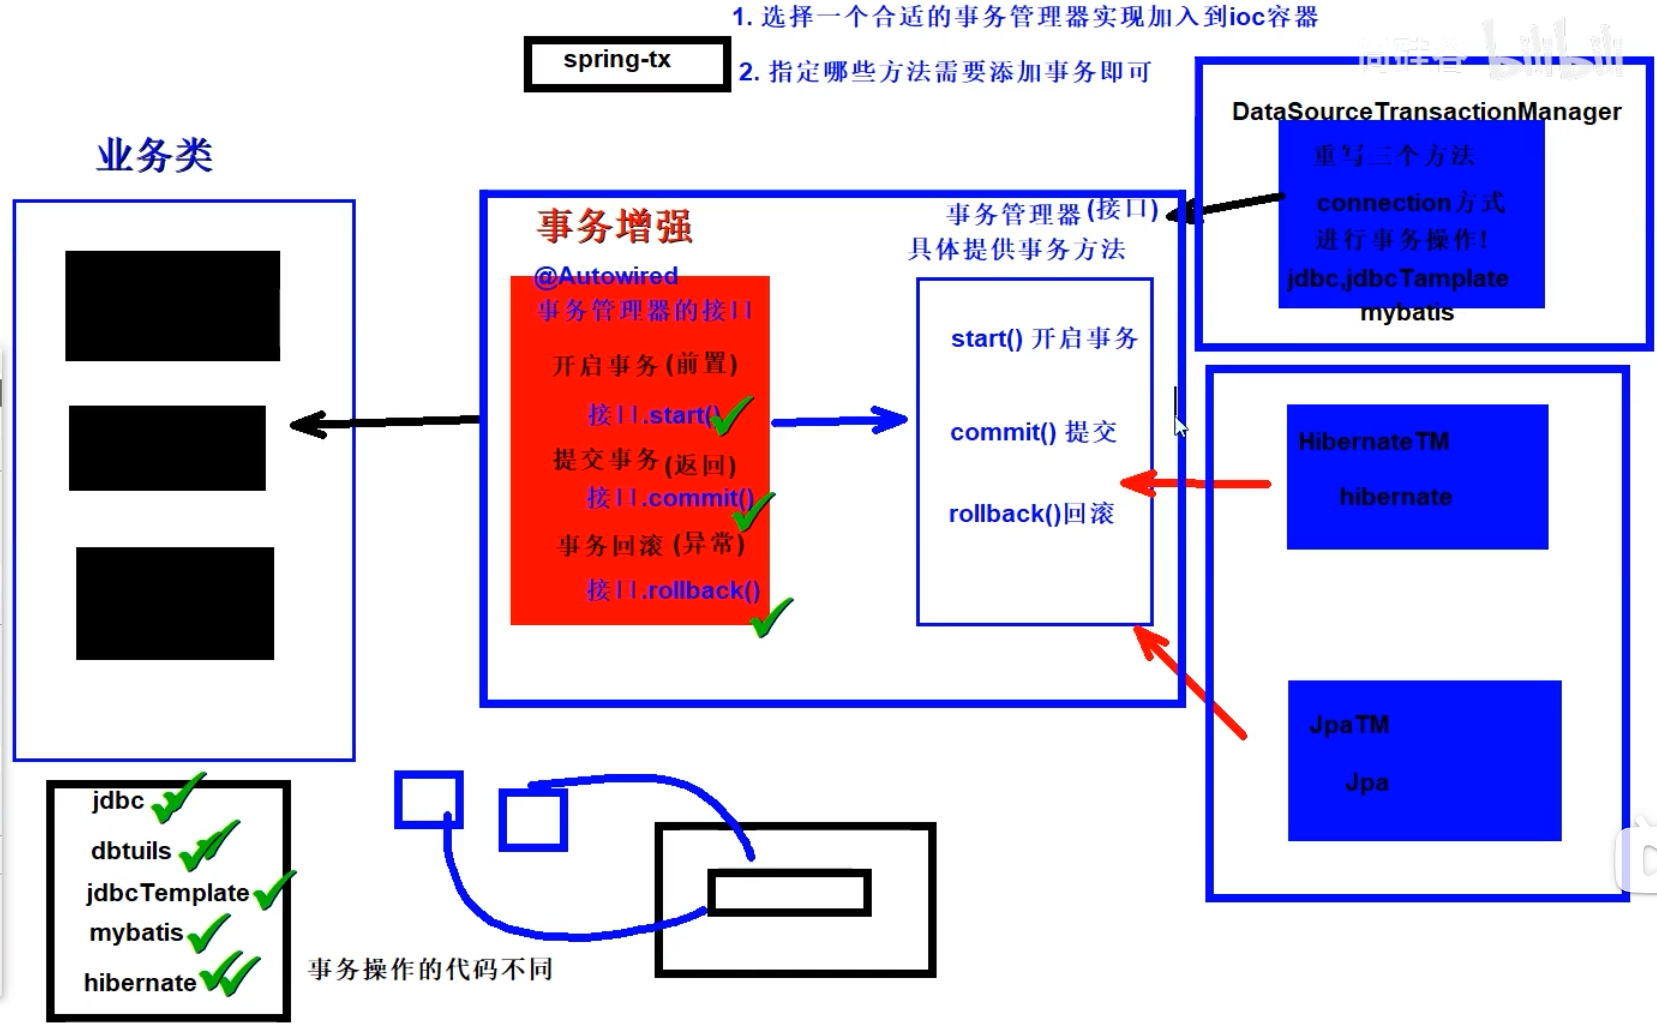 1. 选择一个合适的事务管理器实现加入到ioc容器
spring-tx
2. 指定哪些方法需要添加事务即可
尚硅谷 bilibili
业务类
事务增强
@Autowired
事务管理器的接口
开启事务(前置)
接口.start()
提交事务(返回)
接口.commit()
事务回滚(异常)
接口.rollback()
事务管理器(接口)
具体提供事务方法
start() 开启事务
commit() 提交
rollback()回滚
DataSourceTransactionManager
重写三个方法
connection方式
进行事务操作!
jdbc,jdbcTamplate
mybatis
HibernateTM
hibernate
JpaTM
Jpa
jdbc
dbtuils
jdbcTemplate
mybatis
hibernate
事务操作的代码不同